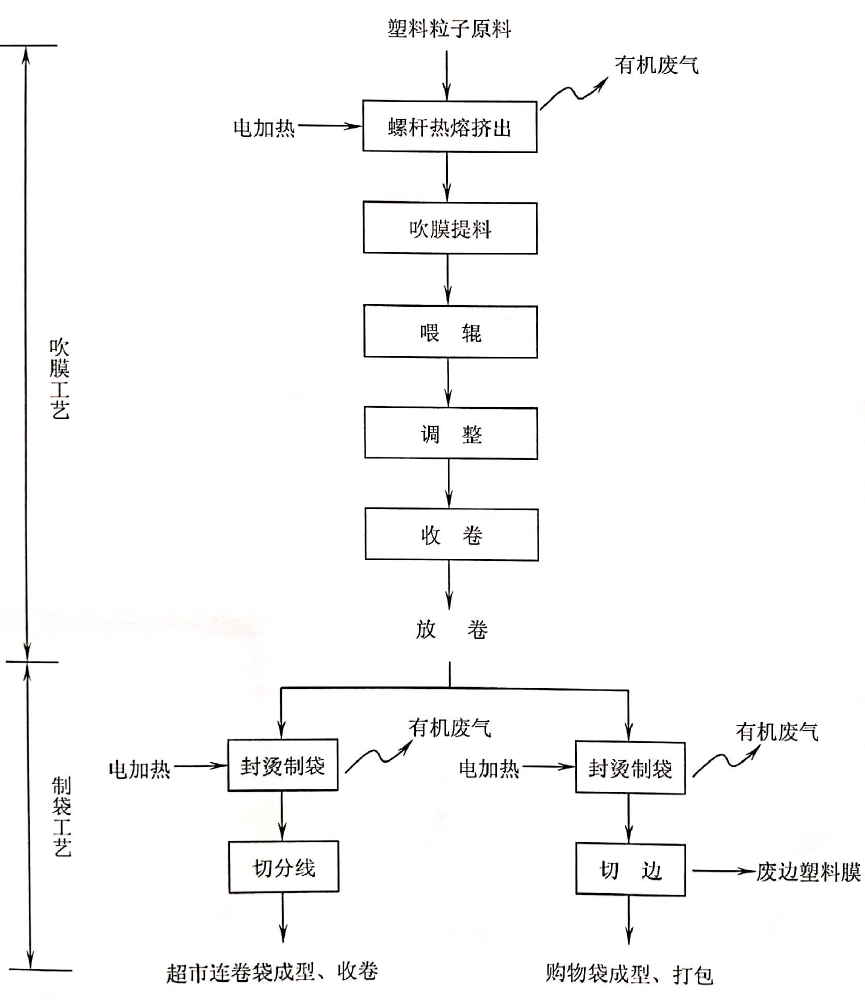 塑料粒子原料
有机废气
电加热
螺杆热熔挤出
吹膜提料
喂 辊
调 整
收 卷
放 卷
吹膜工艺
有机废气
有机废气
电加热
封烫制袋
电加热
封烫制袋
制袋工艺
切分线
切 边
废边塑料膜
超市连卷袋成型、收卷
购物袋成型、打包